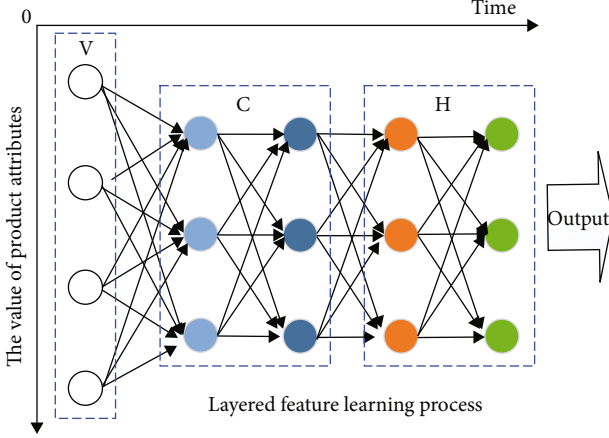 0
Time
V
C
H
The value of product attributes
Output
Layered feature learning process